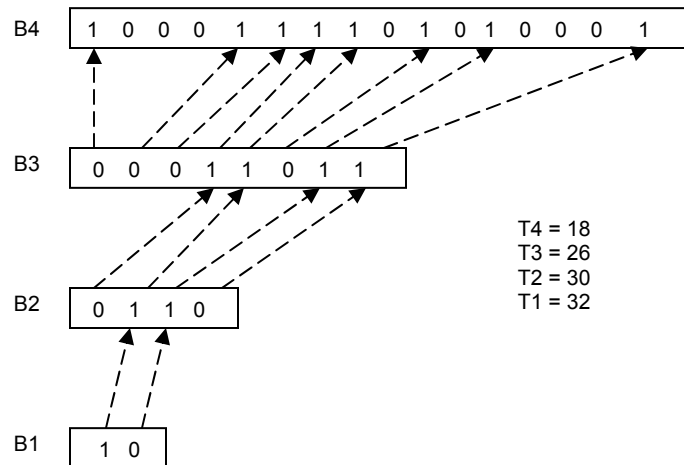 B4 1 0 0 0 1 1 1 1 0 1 0 1 0 0 0 1
B3 0 0 0 1 1 0 1 1
T4 = 18
T3 = 26
T2 = 30
T1 = 32
B2 0 1 1 0
B1 1 0